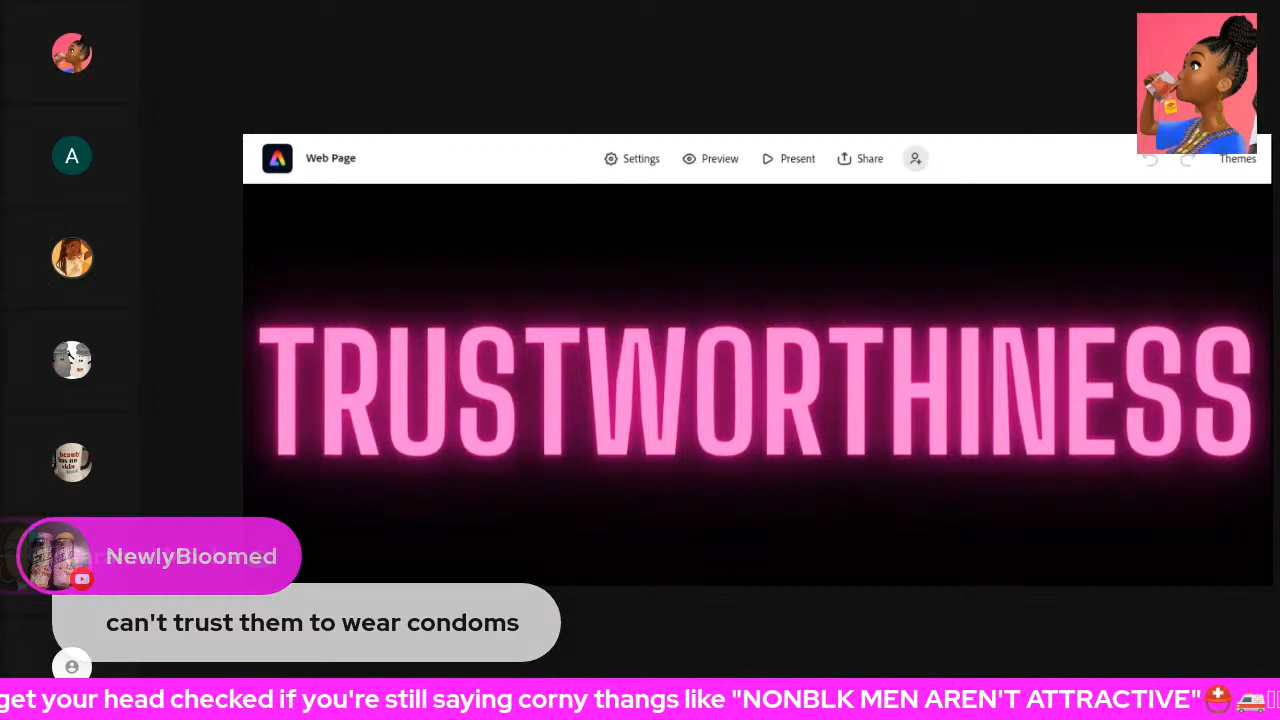 A
Web Page
Settings
Preview
Present
Share
Themes
TRUSTWORTHINESS
NewlyBloomed
can't trust them to wear condoms
get your head checked if you're still saying corny thangs like "NONBLK MEN AREN'T ATTRACTIVE"